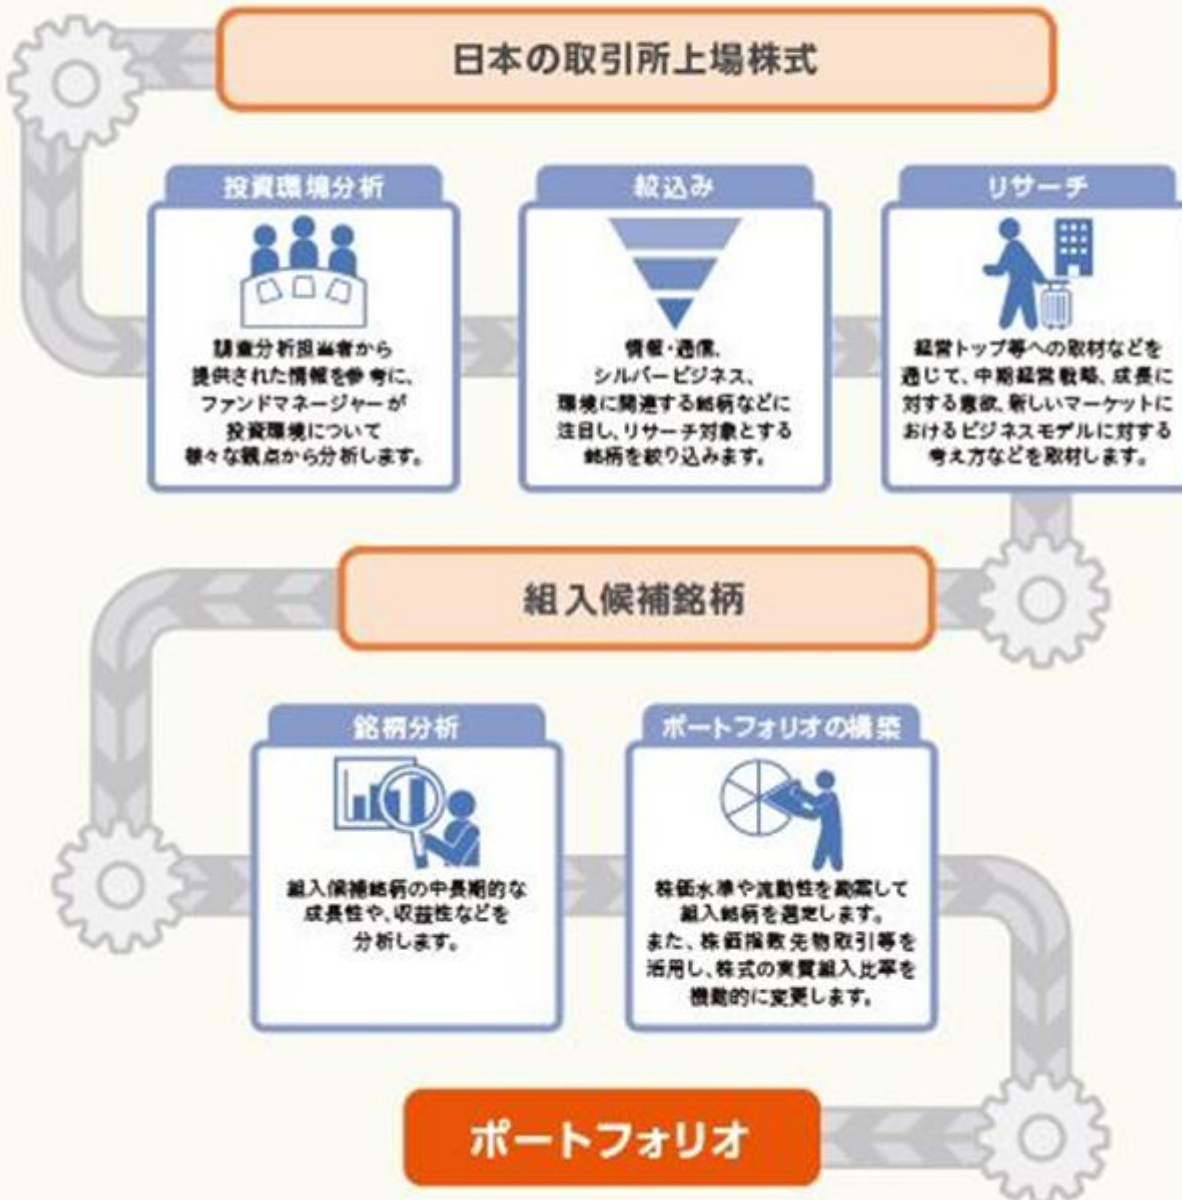 日本の取引所上場株式
投資環境分析
調査分析担当者から
提供された情報を参考に、
ファンドマネージャーが
投資環境について
様々な観点から分析します。
絞込み
情報・通信、
シルバービジネス、
環境に関連する銘柄などに
注目し、リサーチ対象とする
銘柄を絞り込みます。
リサーチ
経営トップ等への取材などを
通じて、中期経営戦略、成長に
対する意欲、新しいマーケットに
おけるビジネスモデルに対する
考え方などを取材します。
組入候補銘柄
銘柄分析
組入候補銘柄の中長期的な
成長性や、収益性などを
分析します。
ポートフォリオの構築
株価水準や流動性を勘案して
組入銘柄を選定します。
また、株価指数先物取引等を
活用し、株式の実質組入比率を
機動的に変更します。
ポートフォリオ